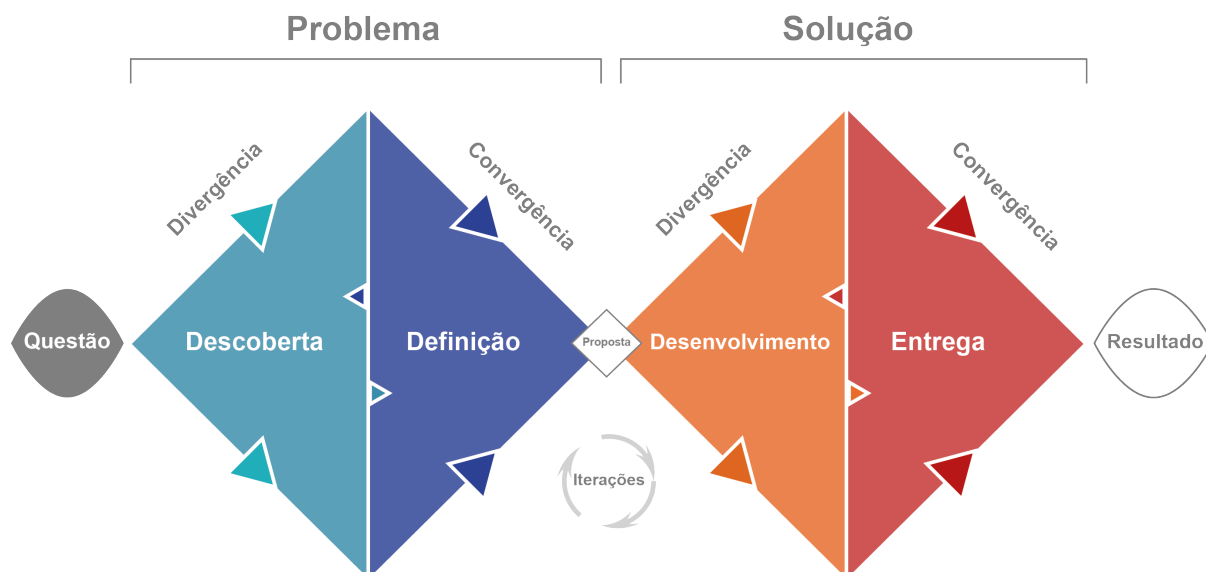 Problema
Solução
Divergência
Convergência
Divergência
Convergência
Questão
Descoberta
Definição
Proposta
Desenvolvimento
Entrega
Resultado
Iterações